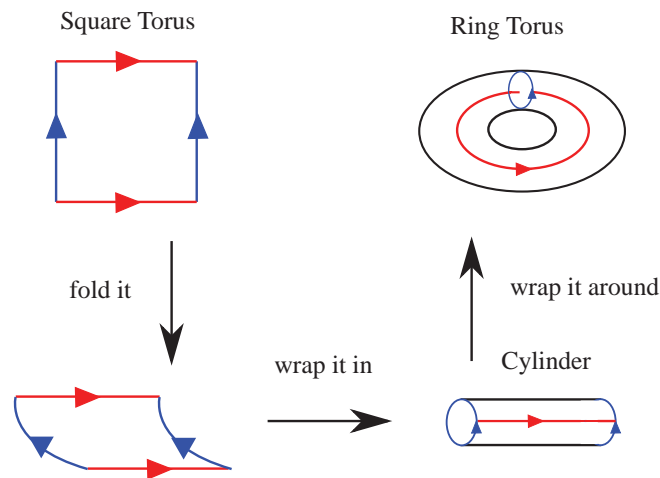 Square Torus
Ring Torus
fold it
wrap it around
wrap it in
Cylinder